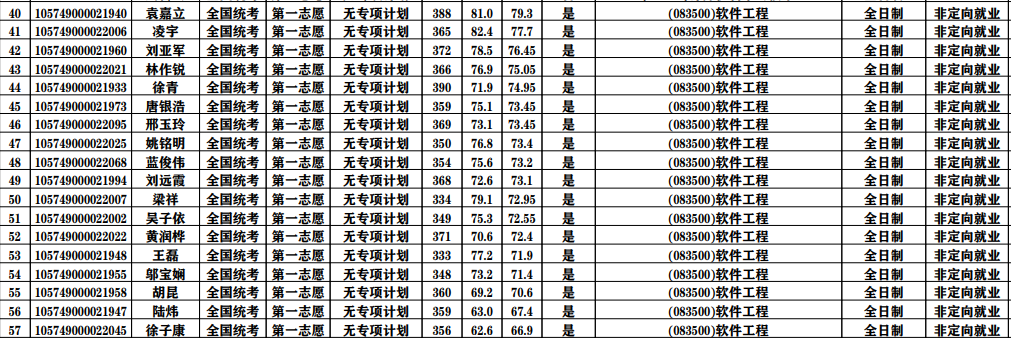 40 105749000021940 袁嘉立 全国统考 第一志愿 无专项计划 388 81.0 79.3 是 (083500)软件工程 全日制 非定向就业
41 105749000022006 凌宇 全国统考 第一志愿 无专项计划 365 82.4 77.7 是 (083500)软件工程 全日制 非定向就业
42 105749000021960 刘亚军 全国统考 第一志愿 无专项计划 372 78.5 76.45 是 (083500)软件工程 全日制 非定向就业
43 105749000022021 林作锐 全国统考 第一志愿 无专项计划 366 76.9 75.05 是 (083500)软件工程 全日制 非定向就业
44 105749000021933 徐青 全国统考 第一志愿 无专项计划 390 71.9 74.95 是 (083500)软件工程 全日制 非定向就业
45 105749000021973 唐银浩 全国统考 第一志愿 无专项计划 359 75.1 73.45 是 (083500)软件工程 全日制 非定向就业
46 105749000022095 邢玉玲 全国统考 第一志愿 无专项计划 369 73.1 73.45 是 (083500)软件工程 全日制 非定向就业
47 105749000022025 姚铭明 全国统考 第一志愿 无专项计划 350 76.8 73.4 是 (083500)软件工程 全日制 非定向就业
48 105749000022068 蓝俊伟 全国统考 第一志愿 无专项计划 354 75.6 73.2 是 (083500)软件工程 全日制 非定向就业
49 105749000021994 刘远霞 全国统考 第一志愿 无专项计划 368 72.6 73.1 是 (083500)软件工程 全日制 非定向就业
50 105749000022007 梁祥 全国统考 第一志愿 无专项计划 334 79.1 72.95 是 (083500)软件工程 全日制 非定向就业
51 105749000022002 吴子依 全国统考 第一志愿 无专项计划 349 75.3 72.55 是 (083500)软件工程 全日制 非定向就业
52 105749000022022 黄润桦 全国统考 第一志愿 无专项计划 371 70.6 72.4 是 (083500)软件工程 全日制 非定向就业
53 105749000021948 王磊 全国统考 第一志愿 无专项计划 333 77.2 71.9 是 (083500)软件工程 全日制 非定向就业
54 105749000021955 邬宝娴 全国统考 第一志愿 无专项计划 348 73.2 71.4 是 (083500)软件工程 全日制 非定向就业
55 105749000021958 胡昆 全国统考 第一志愿 无专项计划 360 69.2 70.6 是 (083500)软件工程 全日制 非定向就业
56 105749000021947 陆炜 全国统考 第一志愿 无专项计划 359 63.0 67.4 是 (083500)软件工程 全日制 非定向就业
57 105749000022045 徐子康 全国统考 第一志愿 无专项计划 356 62.6 66.9 是 (083500)软件工程 全日制 非定向就业